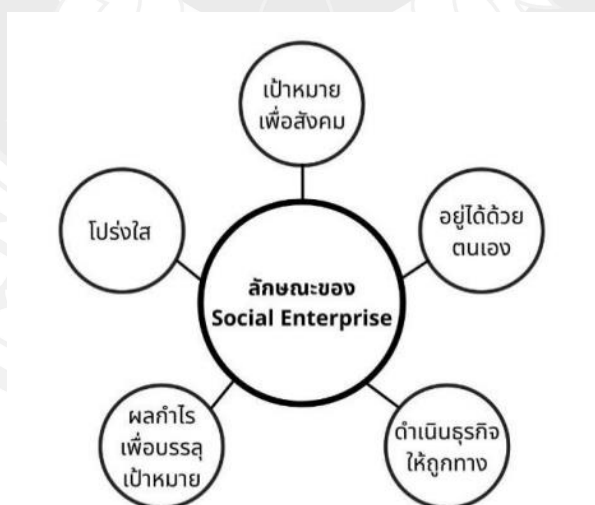 เป้าหมาย
เพื่อสังคม
โปร่งใส
อยู่ได้ด้วย
ตนเอง
ลักษณะของ
Social Enterprise
ผลกำไร
เพื่อบรรลุ
เป้าหมาย
ดำเนินธุรกิจ
ให้ถูกทาง